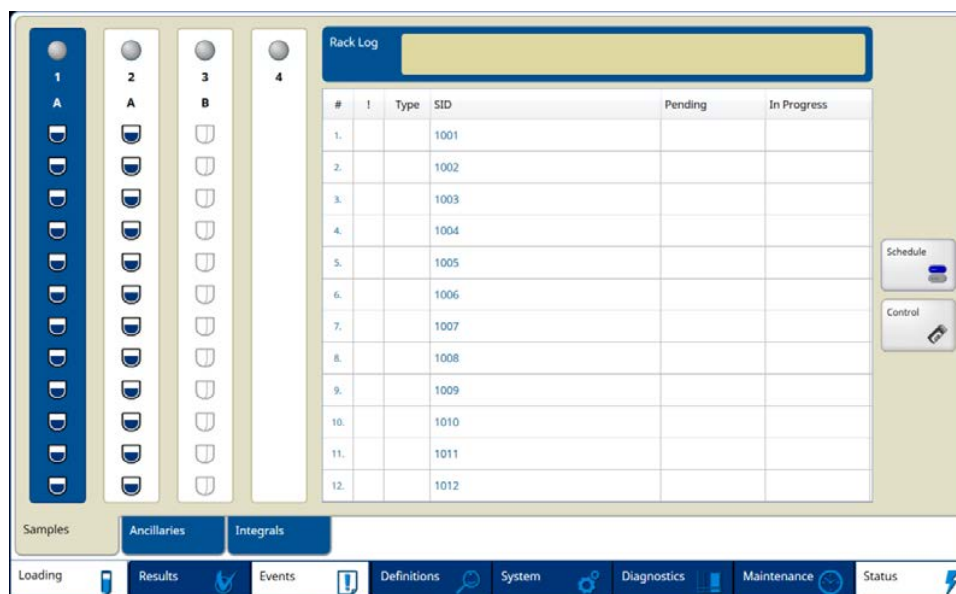 1 2 3 4
A A B
Rack Log
# ! Type SID Pending In Progress
1. 1001
2. 1002
3. 1003
4. 1004
5. 1005
6. 1006
7. 1007
8. 1008
9. 1009
10. 1010
11. 1011
12. 1012
Schedule
Control
Samples Ancillaries Integrals
Loading Results Events Definitions System Diagnostics Maintenance Status